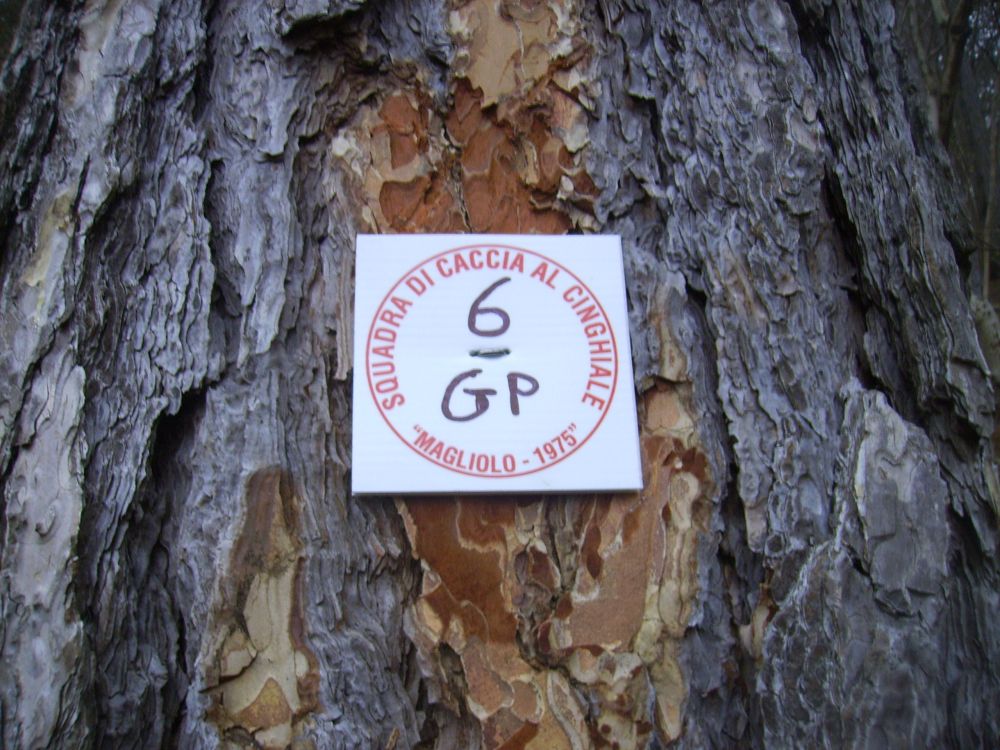 SQUADRA DI CACCIA AL CINGHIALE
6
GP
"MAGLIOLO - 1975"